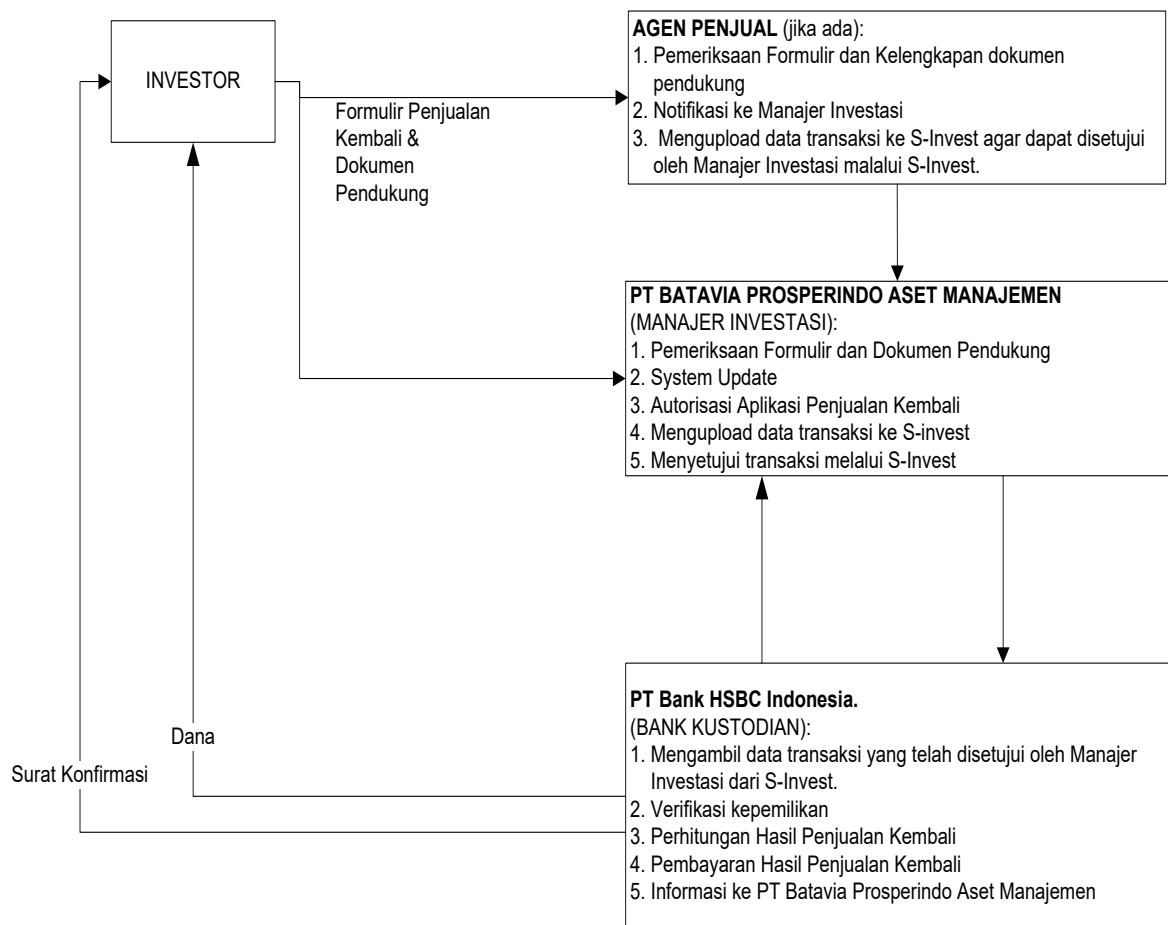 INVESTOR
Formulir Penjualan
Kembali &
Dokumen
Pendukung
AGEN PENJUAL (jika ada):
1. Pemeriksaan Formulir dan Kelengkapan dokumen
pendukung
2. Notifikasi ke Manajer Investasi
3. Mengupload data transaksi ke S-Invest agar dapat disetujui
oleh Manajer Investasi malalui S-Invest.
PT BATAVIA PROSPERINDO ASET MANAJEMEN
(MANAJER INVESTASI):
1. Pemeriksaan Formulir dan Dokumen Pendukung
2. System Update
3. Autorisasi Aplikasi Penjualan Kembali
4. Mengupload data transaksi ke S-invest
5. Menyetujui transaksi melalui S-Invest
PT Bank HSBC Indonesia.
(BANK KUSTODIAN):
1. Mengambil data transaksi yang telah disetujui oleh Manajer
Investasi dari S-Invest.
2. Verifikasi kepemilikan
3. Perhitungan Hasil Penjualan Kembali
4. Pembayaran Hasil Penjualan Kembali
5. Informasi ke PT Batavia Prosperindo Aset Manajemen
Dana
Surat Konfirmasi